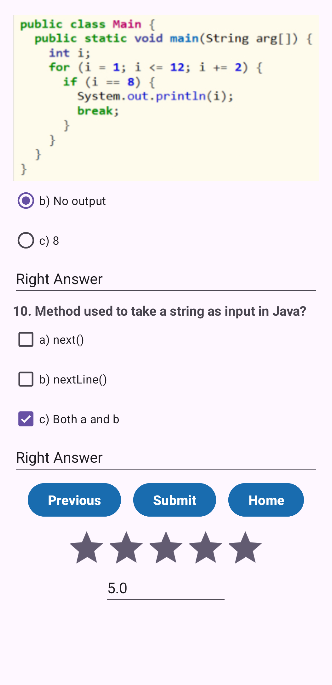 public class Main {
public static void main(String arg[]) {
int i;
for (i = 1; i <= 12; i += 2) {
if (i == 8) {
System.out.println(i);
break;
}
}
}
}
b) No output
c) 8
Right Answer
10. Method used to take a string as input in Java?
a) next()
b) nextLine()
c) Both a and b
Right Answer
Previous Submit Home
5.0